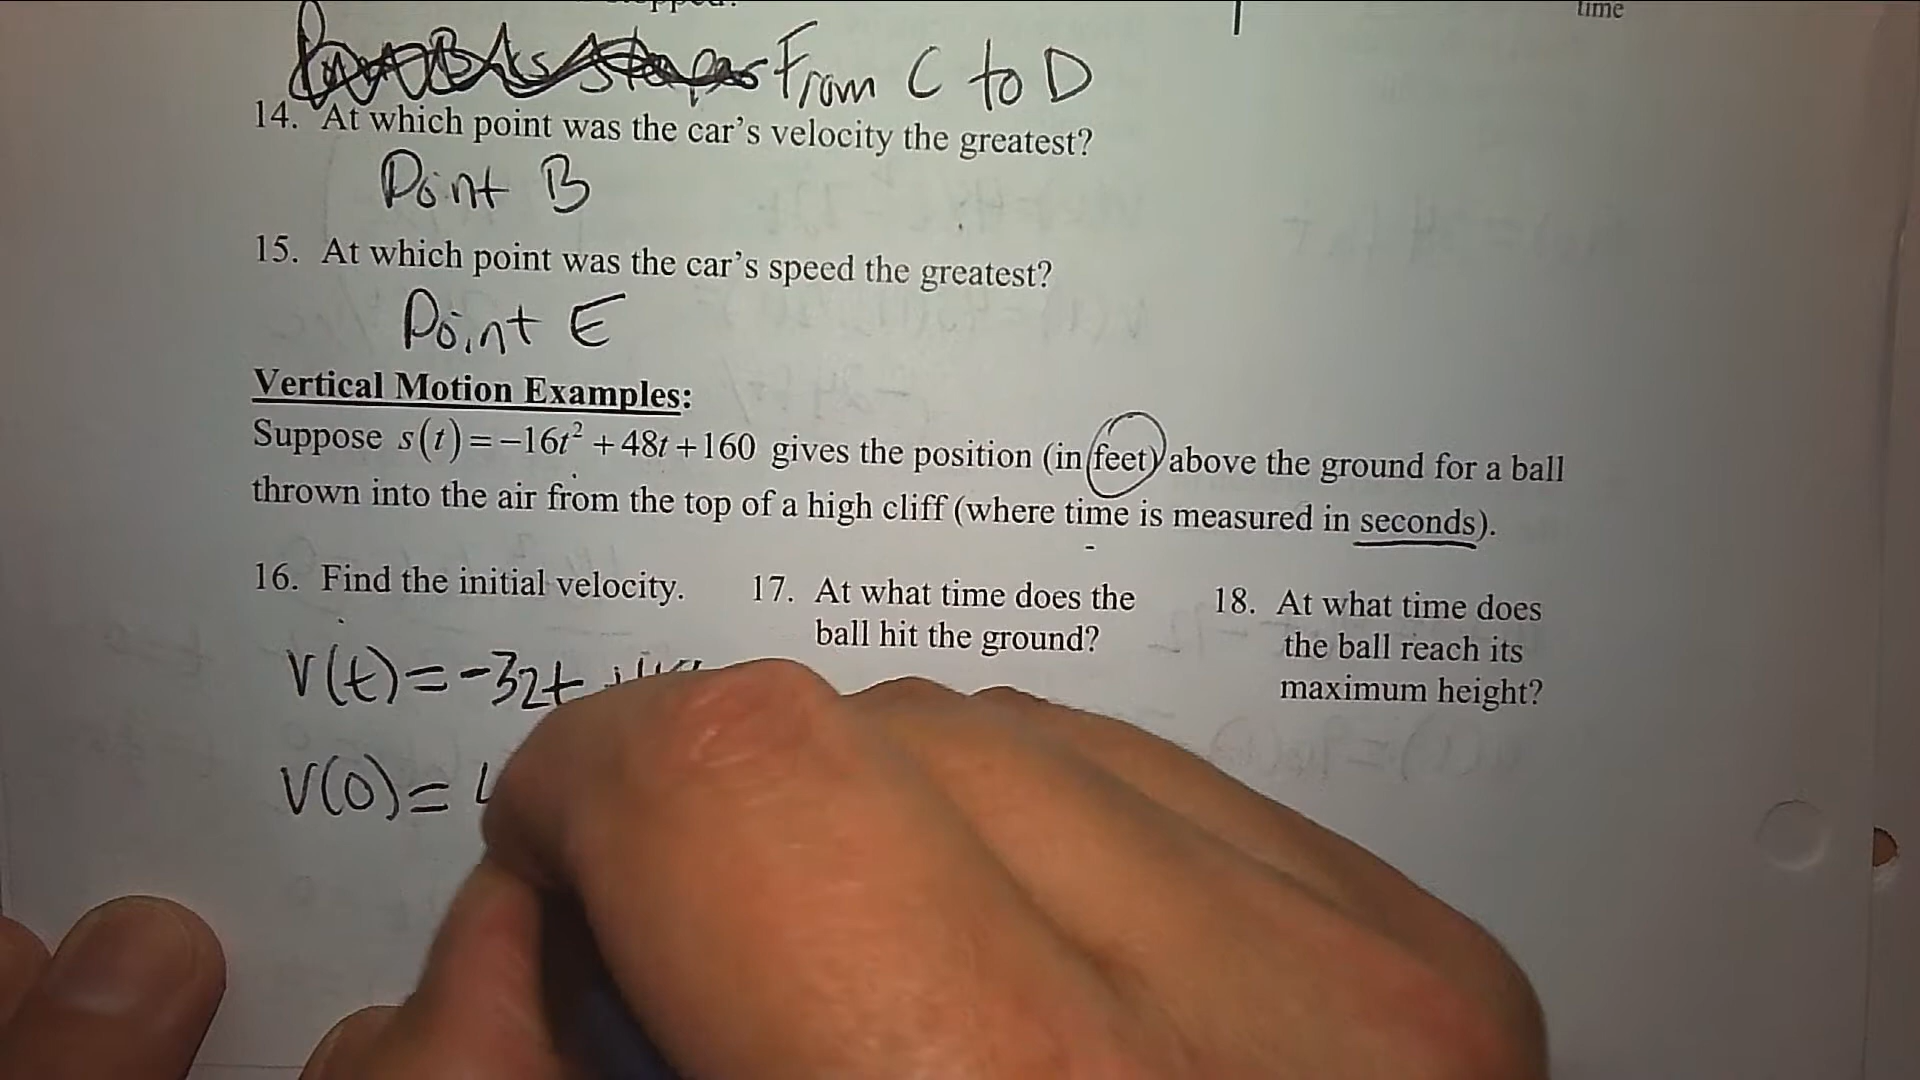 time
From C to D
14. At which point was the car's velocity the greatest?
Point B
15. At which point was the car's speed the greatest?
Point E
Vertical Motion Examples:
Suppose s(t)=−16t²+48t+160 gives the position (in feet) above the ground for a ball
thrown into the air from the top of a high cliff (where time is measured in seconds).
16. Find the initial velocity.
17. At what time does the
ball hit the ground?
18. At what time does
the ball reach its
maximum height?
V(t)=-32t
V(0)=